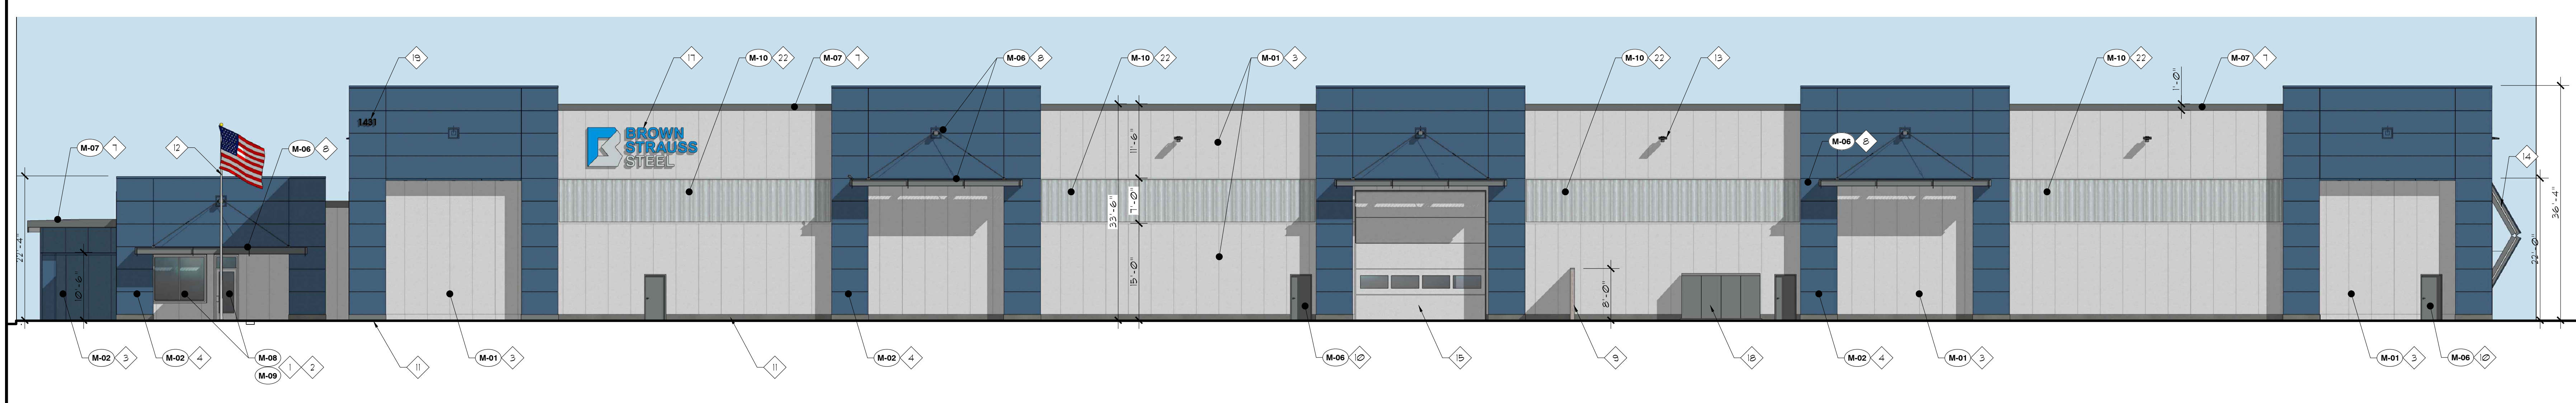 19
17
M-10 22
M-07 7
M-06 8
M-10 22
M-01 3
M-10 22
13
M-10 22
M-07 7
1'-0"
1431
BROWN
STRAUSS
STEEL
M-07 7
12
M-06 8
11'-6"
M-06 8
14
36'-4"
22'-4"
33'-6"
7'-0"
22'-0"
10'-6"
15'-0"
8'-0"
M-02 3
M-02 4
M-08
M-09
1 2
11
M-01 3
11
M-02 4
M-06 10
15
9
18
M-02 4
M-01 3
M-01 3
M-06 10